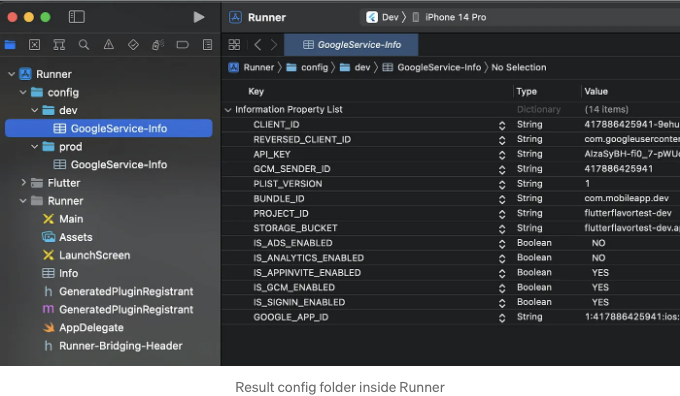 Runner
Dev 〉 iPhone 14 Pro
GoogleService-Info
Runner 〉 config 〉 dev 〉 GoogleService-Info 〉 No Selection
Runner
config
dev
GoogleService-Info
prod
GoogleService-Info
Flutter
Runner
Main
Assets
LaunchScreen
Info
h GeneratedPluginRegistrant
m GeneratedPluginRegistrant
AppDelegate
h Runner-Bridging-Header
Key Type Value
Information Property List Dictionary (14 items)
CLIENT_ID String 417886425941-9ehu
REVERSED_CLIENT_ID String com.googleuserconter
API_KEY String AIzaSyBH-fi0_7-pWU
GCM_SENDER_ID String 417886425941
PLIST_VERSION String 1
BUNDLE_ID String com.mobileapp.dev
PROJECT_ID String flutterflavortest-dev
STORAGE_BUCKET String flutterflavortest-dev.ap
IS_ADS_ENABLED Boolean NO
IS_ANALYTICS_ENABLED Boolean NO
IS_APPINVITE_ENABLED Boolean YES
IS_GCM_ENABLED Boolean YES
IS_SIGNIN_ENABLED Boolean YES
GOOGLE_APP_ID String 1:417886425941:ios:
Result config folder inside Runner